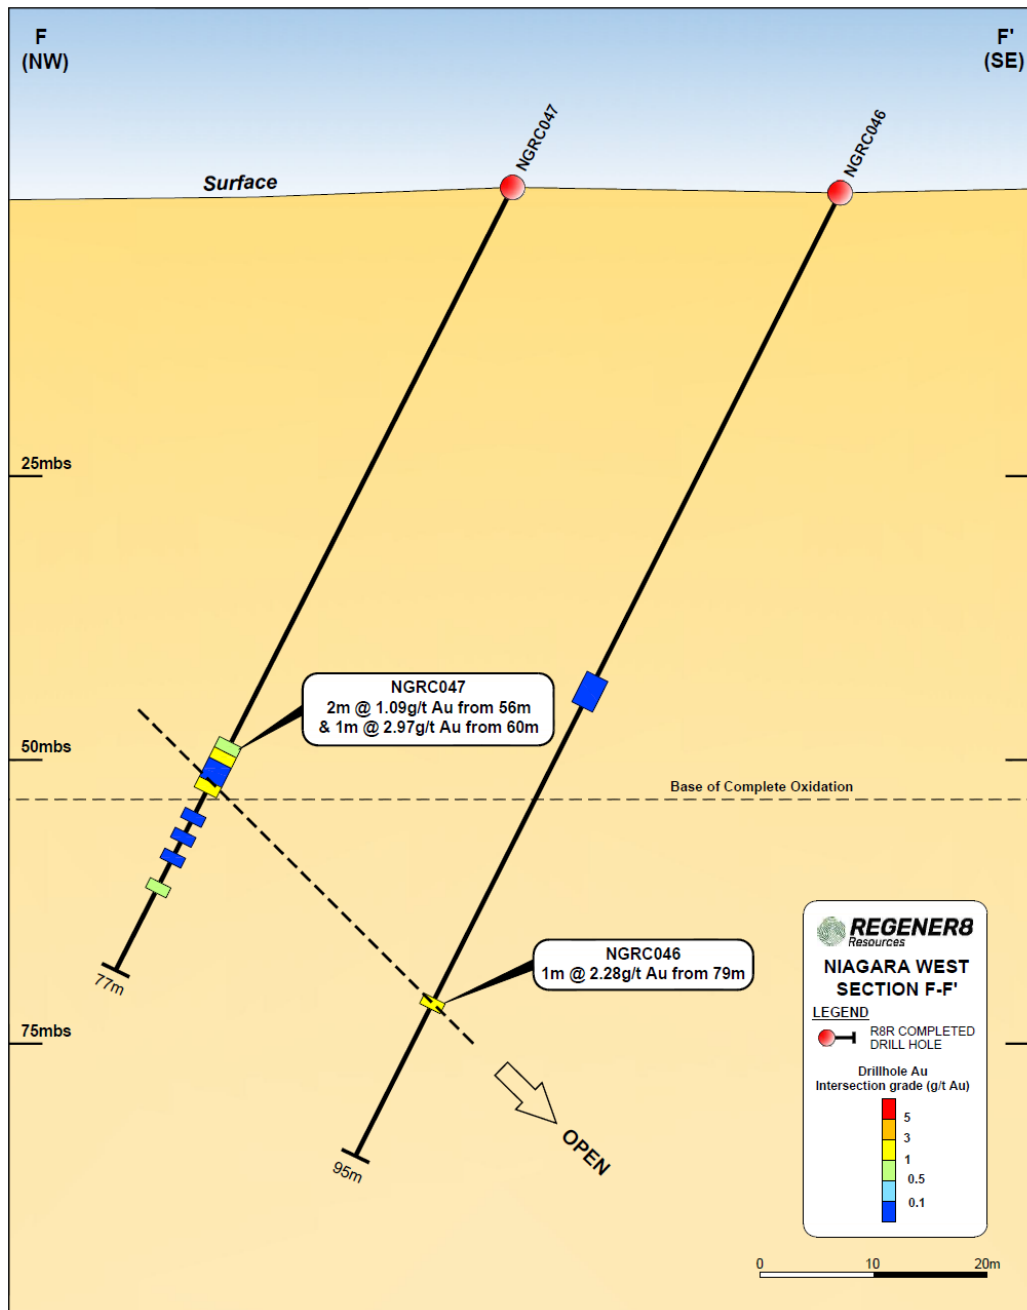 F
(NW)
F'
(SE)
NGRC047
NGRC046
Surface
25mbs
NGRC047
2m @ 1.09g/t Au from 56m
& 1m @ 2.97g/t Au from 60m
50mbs
Base of Complete Oxidation
NGRC046
1m @ 2.28g/t Au from 79m
77m
75mbs
OPEN
95m
REGENER8
Resources
NIAGARA WEST
SECTION F-F'
LEGEND
R8R COMPLETED
DRILL HOLE
Drillhole Au
Intersection grade (g/t Au)
5
3
1
0.5
0.1
0 10 20m